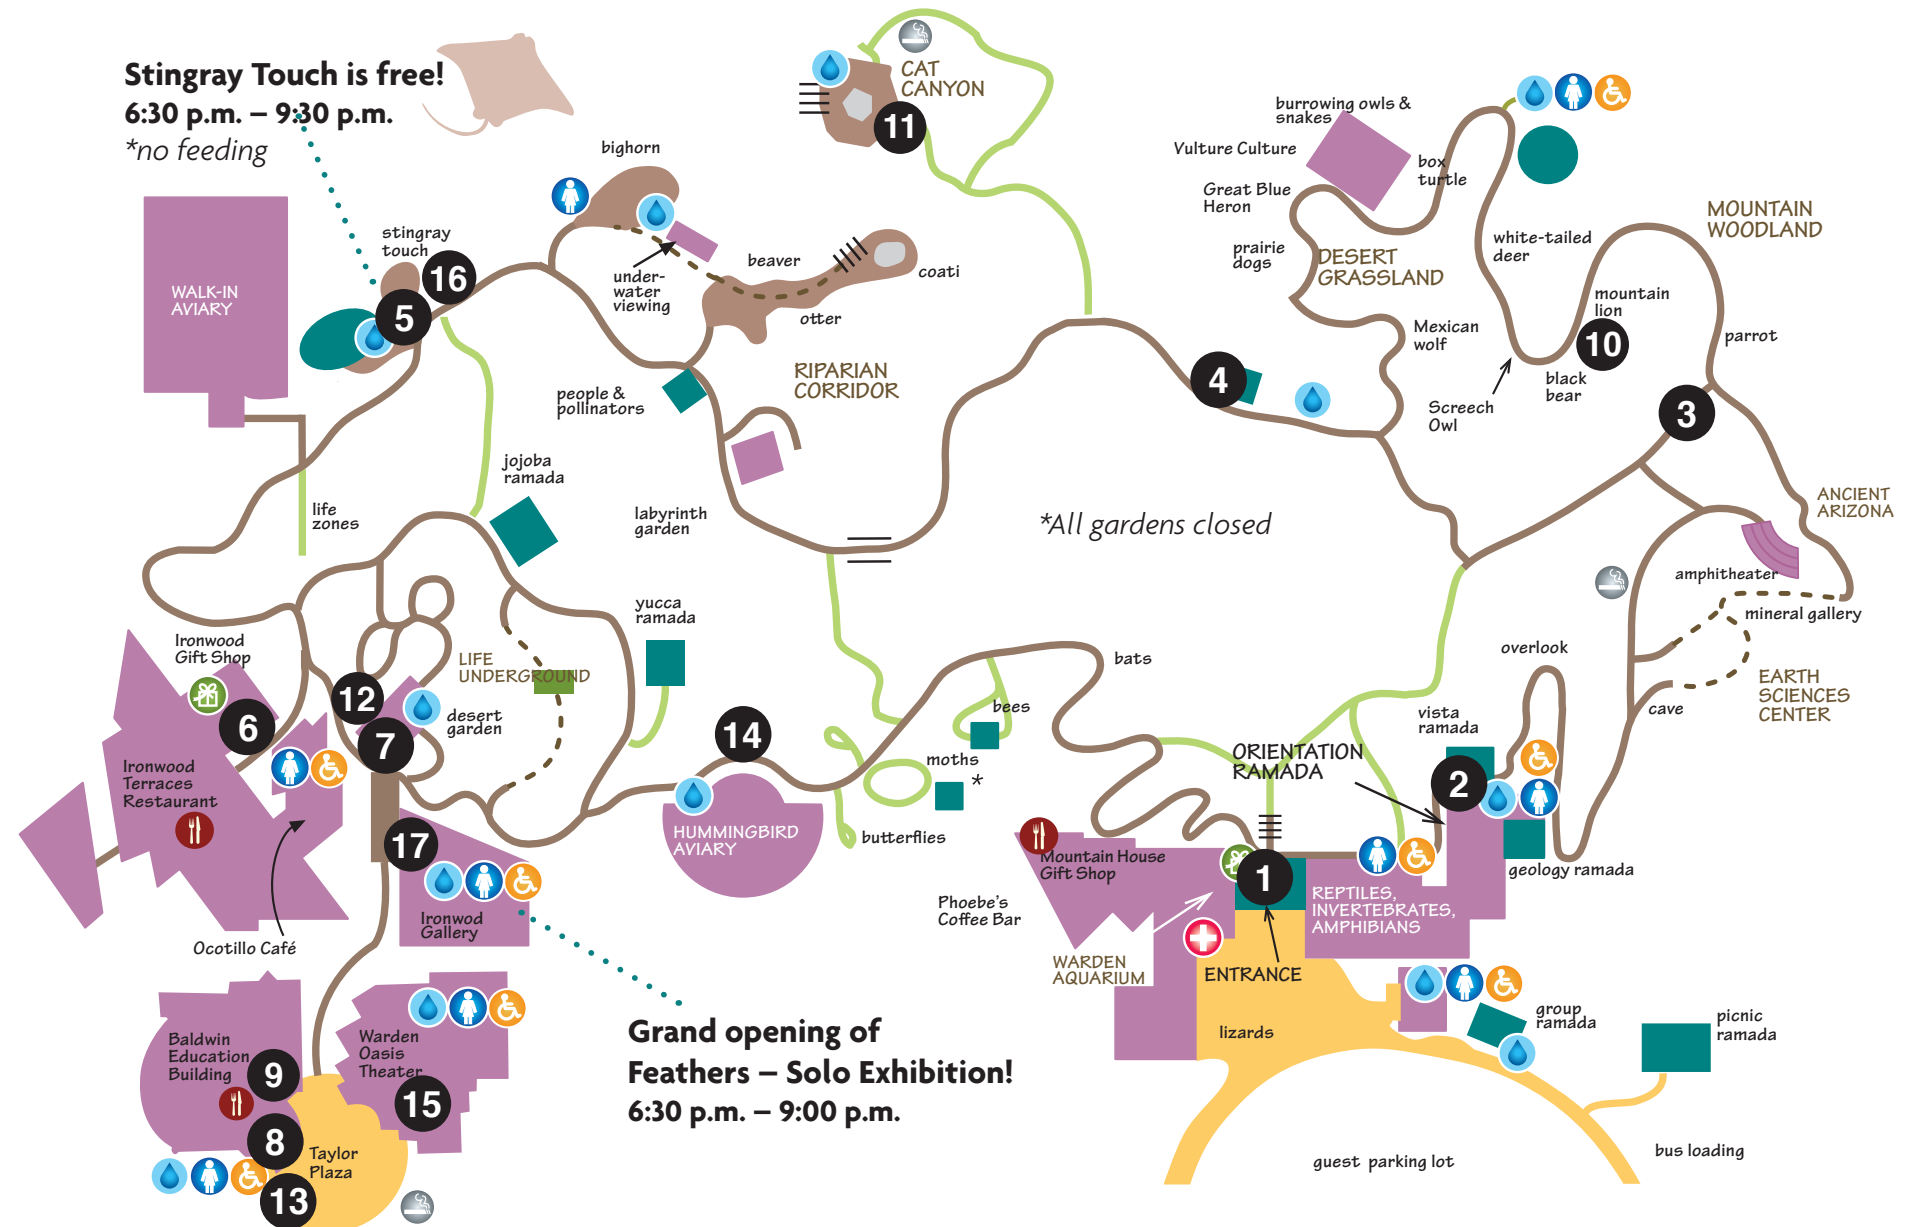 Stingray Touch is free!
6:30 p.m. – 9:30 p.m.
*no feeding
CAT
CANYON
11
burrowing owls &
snakes
Vulture Culture
box
turtle
Great Blue
Heron
prairie
dogs
DESERT
GRASSLAND
white-tailed
deer
MOUNTAIN
WOODLAND
bighorn
stingray
touch
16
5
WALK-IN
AVIARY
under-
water
viewing
beaver
coati
otter
mountain
lion
10
Mexican
wolf
parrot
black
bear
Screech
Owl
3
4
RIPARIAN
CORRIDOR
people &
pollinators
jojoba
ramada
life
zones
labyrinth
garden
*All gardens closed
ANCIENT
ARIZONA
amphitheater
mineral gallery
yucca
ramada
Ironwood
Gift Shop
LIFE
UNDERGROUND
12
6
7
desert
garden
14
bats
bees
moths
*
overlook
EARTH
SCIENCES
CENTER
cave
vista
ramada
ORIENTATION
RAMADA
2
Ironwood
Terraces
Restaurant
17
HUMMINGBIRD
AVIARY
butterflies
Mountain House
Gift Shop
1
geology ramada
REPTILES,
INVERTEBRATES,
AMPHIBIANS
Phoebe's
Coffee Bar
Ironwod
Gallery
Ocotillo Café
WARDEN
AQUARIUM
ENTRANCE
lizards
group
ramada
picnic
ramada
Baldwin
Education
Building
9
Warden
Oasis
Theater
15
8
Taylor
Plaza
13
Grand opening of
Feathers – Solo Exhibition!
6:30 p.m. – 9:00 p.m.
guest parking lot
bus loading